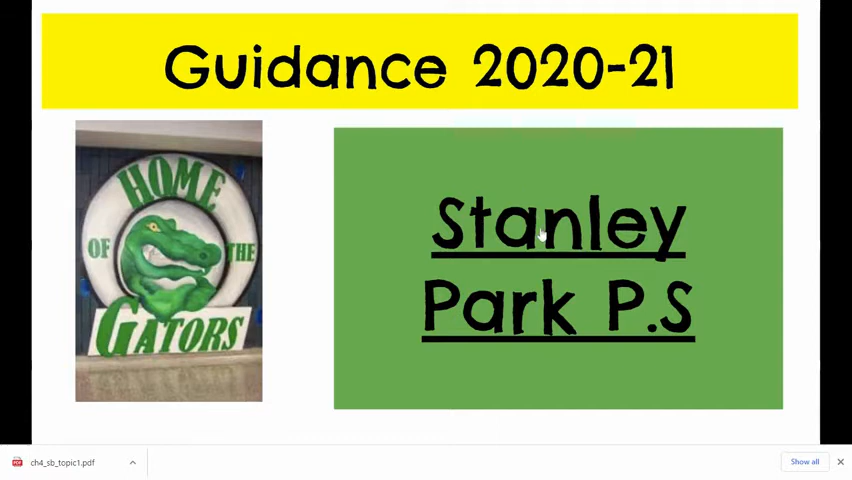 Guidance 2020-21
HOME
OF THE
GATORS
Stanley
Park P.S
ch4_sb_topic1.pdf
Show all